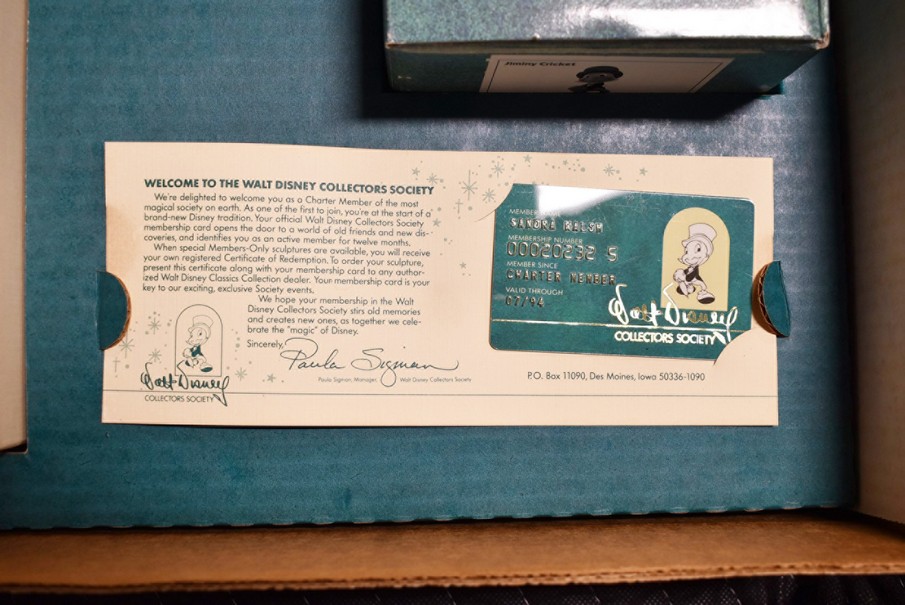 Jiminy Cricket
WELCOME TO THE WALT DISNEY COLLECTORS SOCIETY
We're delighted to welcome you as a Charter Member of the most
magical society on earth. As one of the first to join, you're at the start of a
brand-new Disney tradition. Your official Walt Disney Collectors Society
membership card opens the door to a world of old friends and new dis-
coveries, and identifies you as an active member for twelve months.
When special Members-Only sculptures are available, you will receive
your own registered Certificate of Redemption. To order your sculpture,
present this certificate along with your membership card to any author-
ized Walt Disney Classics Collection dealer. Your membership card is your
key to our exciting, exclusive Society events.
We hope your membership in the Walt
Disney Collectors Society stirs old memories
and creates new ones, as together we cele-
brate the "magic" of Disney.
Sincerely,
Paula Sigman
Paula Sigman, Manager, Walt Disney Collectors Society
Walt Disney
COLLECTORS SOCIETY
MEMBER
SANDRE WELSH
MEMBERSHIP NUMBER
00020232 5
MEMBER SINCE
CHARTER MEMBER
VALID THROUGH
07/94
Walt Disney
COLLECTORS SOCIETY
P.O. Box 11090, Des Moines, Iowa 50336-1090